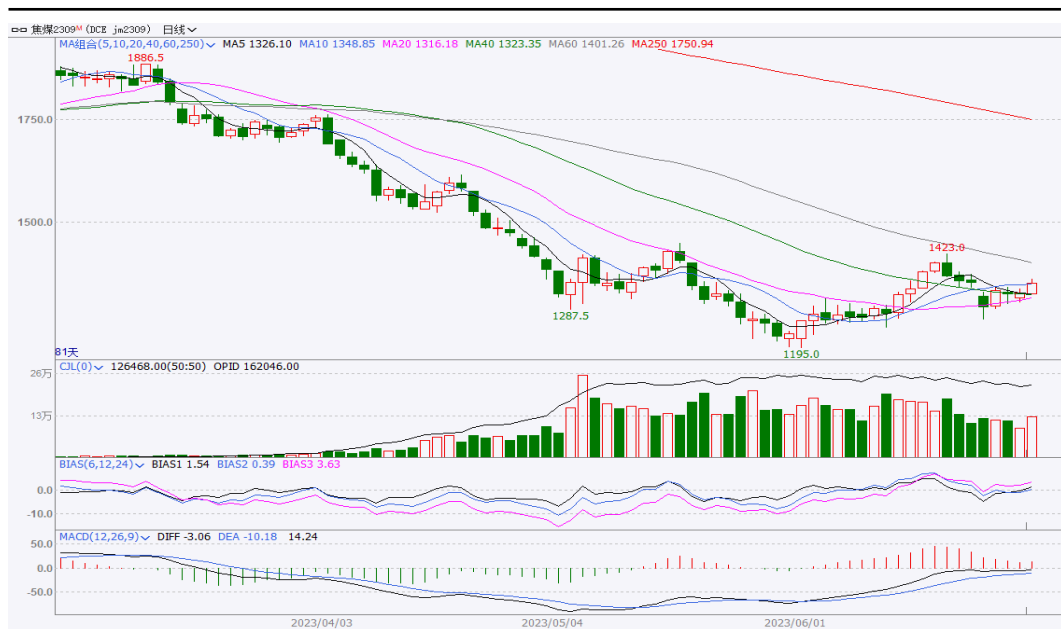 焦煤2309ᴹ (DCE jm2309) 日线
MA组合(5,10,20,40,60,250) MA5 1326.10 MA10 1348.85 MA20 1316.18 MA40 1323.35 MA60 1401.26 MA250 1750.94
1886.5
1750.0
1500.0
1423.0
1287.5
1195.0
81天
CJL(0) 126468.00(50:50) OPID 162046.00
26万
13万
BIAS(6,12,24) BIAS1 1.54 BIAS2 0.39 BIAS3 3.63
0.0
-10.0
MACD(12,26,9) DIFF -3.06 DEA -10.18 14.24
50.0
0.0
-50.0
2023/04/03 2023/05/04 2023/06/01